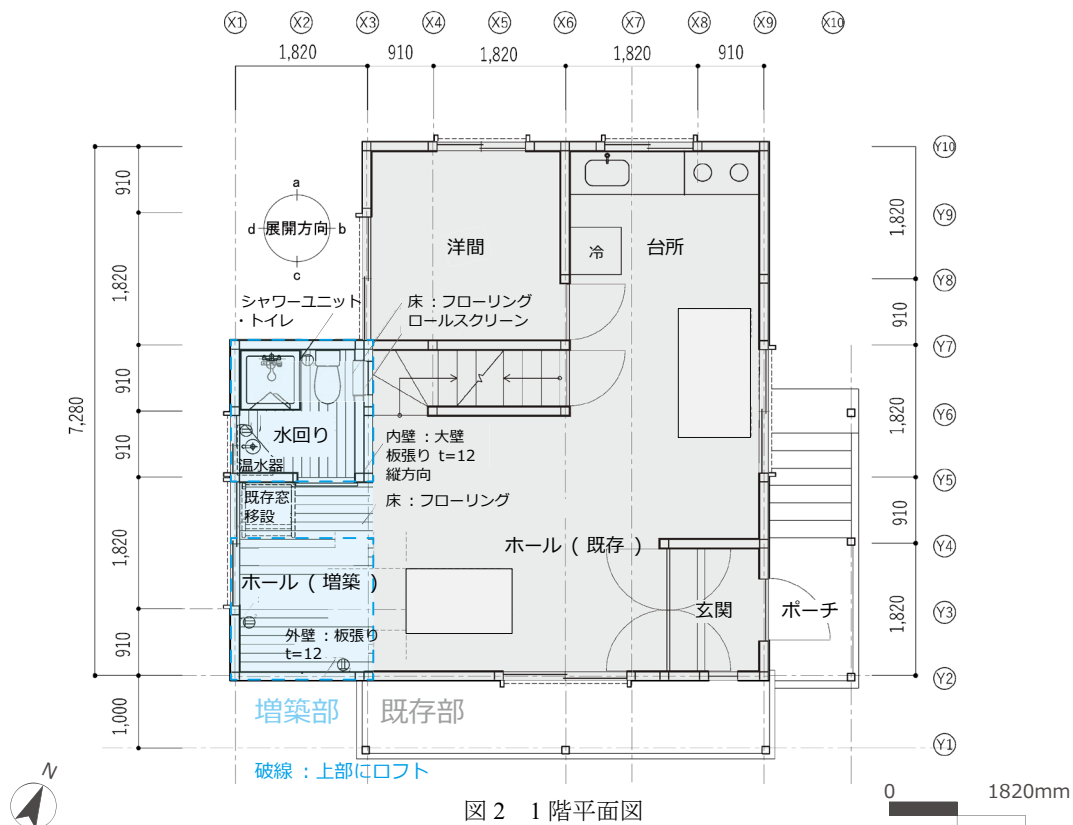 X1 X2 X3 X4 X5 X6 X7 X8 X9 X10
1,820 910 1,820 1,820 910
Y10
910
a
d 展開方向 b
c
1,820
Y9
洋間
台所
冷
Y8
1,820
910
シャワーユニット
・トイレ
床：フローリング
ロールスクリーン
Y7
910
7,280
1,820
Y6
水回り
内壁：大壁
板張り t=12
縦方向
910
温水器
Y5
既存窓
移設
床：フローリング
910
ホール ( 既存 )
Y4
1,820
ホール ( 増築 )
玄関
ポーチ
Y3
1,820
外壁：板張り
t=12
910
Y2
増築部 既存部
1,000
Y1
破線：上部にロフト
N
図 2 1 階平面図
0 1820mm